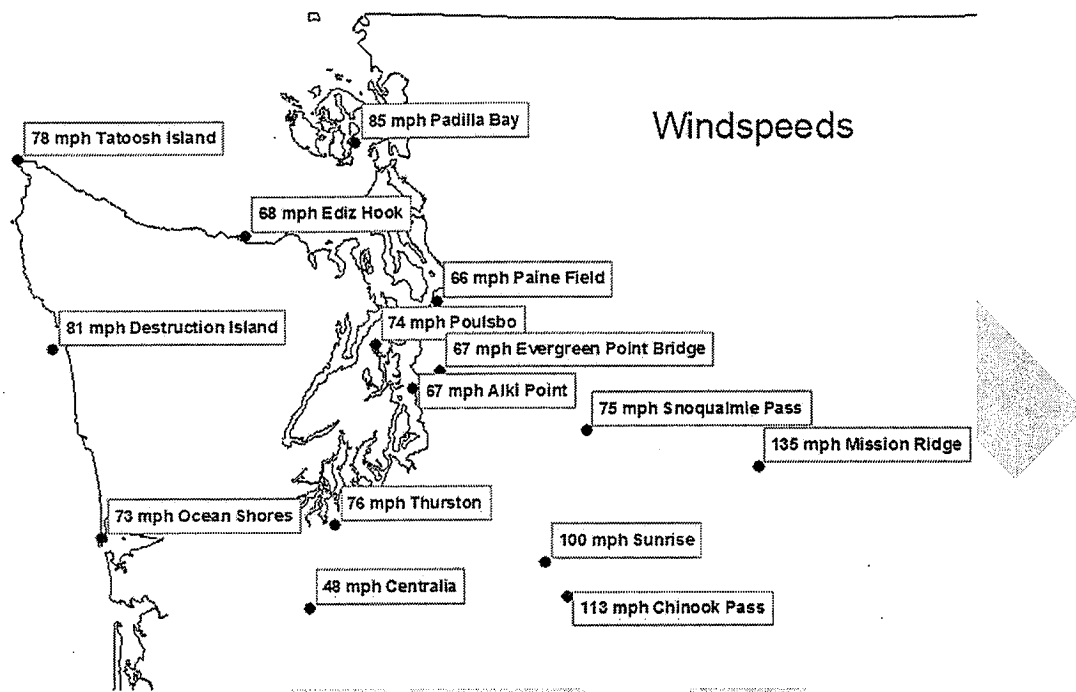 85 mph Padilla Bay
Windspeeds
78 mph Tatoosh Island
68 mph Ediz Hook
66 mph Paine Field
81 mph Destruction Island
74 mph Poulsbo
67 mph Evergreen Point Bridge
67 mph Alki Point
75 mph Snoqualmie Pass
135 mph Mission Ridge
76 mph Thurston
73 mph Ocean Shores
100 mph Sunrise
48 mph Centralia
113 mph Chinook Pass